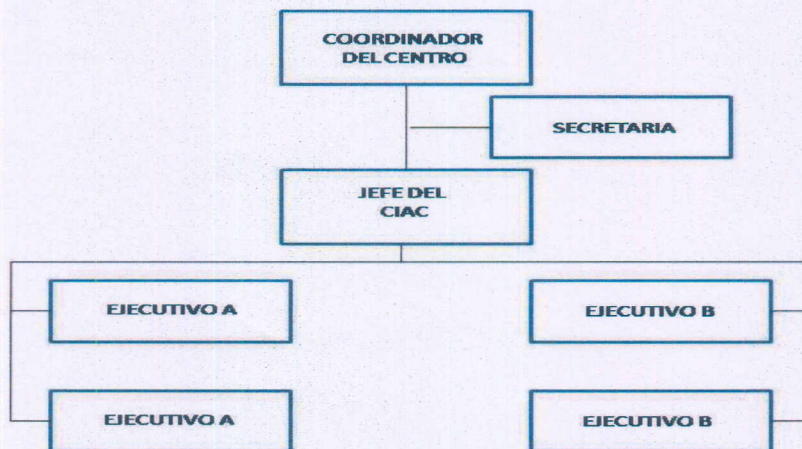 COORDINADOR
DEL CENTRO
SECRETARIA
JEFE DEL
CIAC
EJECUTIVO A
EJECUTIVO B
EJECUTIVO A
EJECUTIVO B